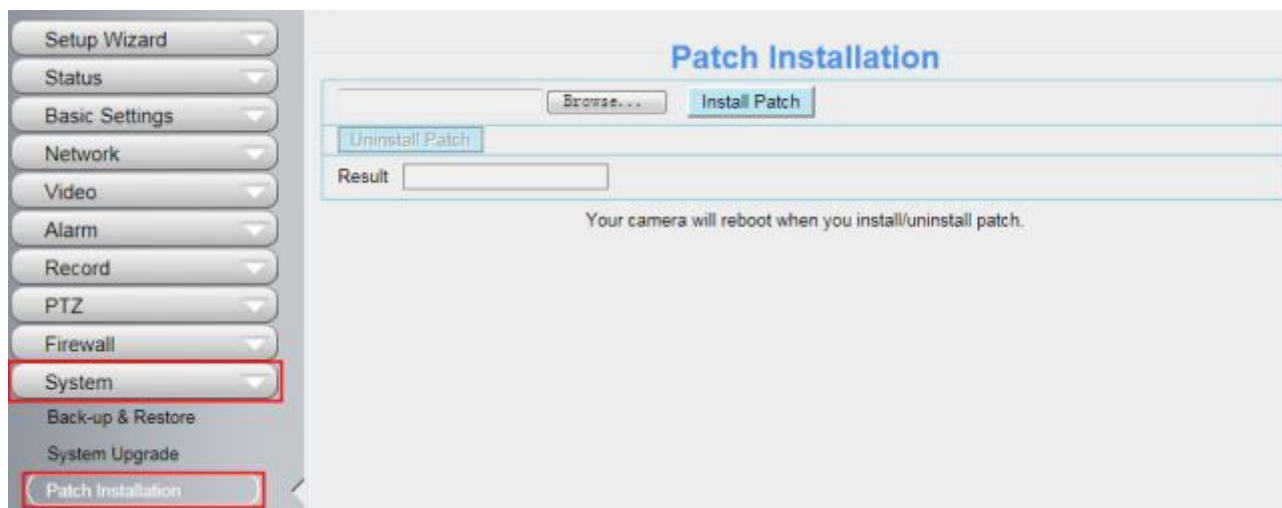 Setup Wizard
Status
Basic Settings
Network
Video
Alarm
Record
PTZ
Firewall
System
Back-up & Restore
System Upgrade
Patch Installation
Patch Installation
Browse... Install Patch
Uninstall Patch
Result
Your camera will reboot when you install/uninstall patch.